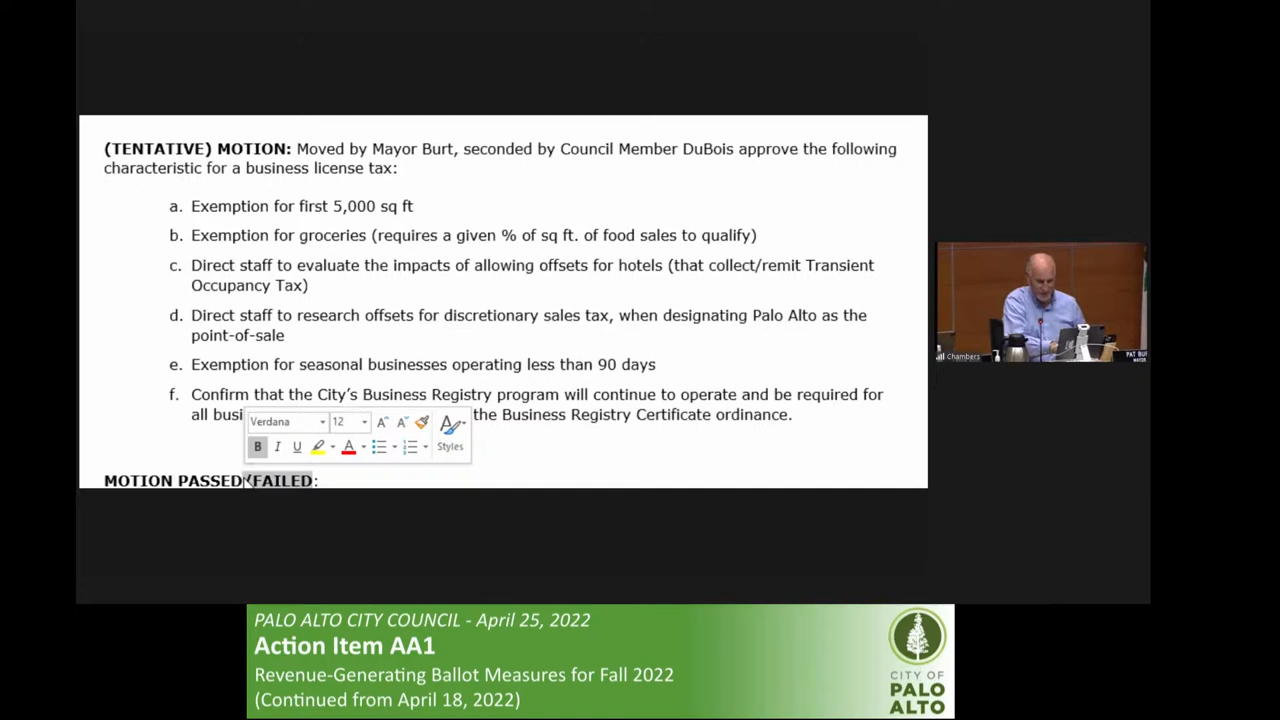 (TENTATIVE) MOTION: Moved by Mayor Burt, seconded by Council Member DuBois approve the following
characteristic for a business license tax:
a. Exemption for first 5,000 sq ft
b. Exemption for groceries (requires a given % of sq ft. of food sales to qualify)
c. Direct staff to evaluate the impacts of allowing offsets for hotels (that collect/remit Transient
Occupancy Tax)
d. Direct staff to research offsets for discretionary sales tax, when designating Palo Alto as the
point-of-sale
e. Exemption for seasonal businesses operating less than 90 days
f. Confirm that the City's Business Registry program will continue to operate and be required for
all busi the Business Registry Certificate ordinance.
Verdana 12
B I U A Styles
MOTION PASSED/FAILED:
Chambers
PAT BU
MAYOR
PALO ALTO CITY COUNCIL - April 25, 2022
Action Item AA1
Revenue-Generating Ballot Measures for Fall 2022
(Continued from April 18, 2022)
CITY OF
PALO
ALTO